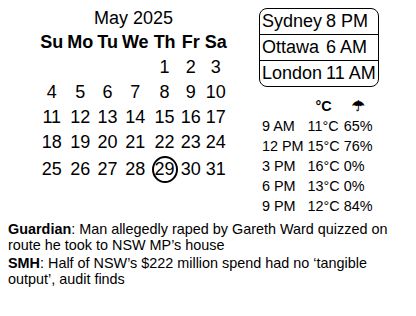 May 2025
Su Mo Tu We Th Fr Sa
1 2 3
4 5 6 7 8 9 10
11 12 13 14 15 16 17
18 19 20 21 22 23 24
25 26 27 28 29 30 31
Sydney 8 PM
Ottawa 6 AM
London 11 AM
°C ☂
9 AM 11°C 65%
12 PM 15°C 76%
3 PM 16°C 0%
6 PM 13°C 0%
9 PM 12°C 84%
Guardian: Man allegedly raped by Gareth Ward quizzed on
route he took to NSW MP’s house
SMH: Half of NSW’s $222 million spend had no ‘tangible
output’, audit finds